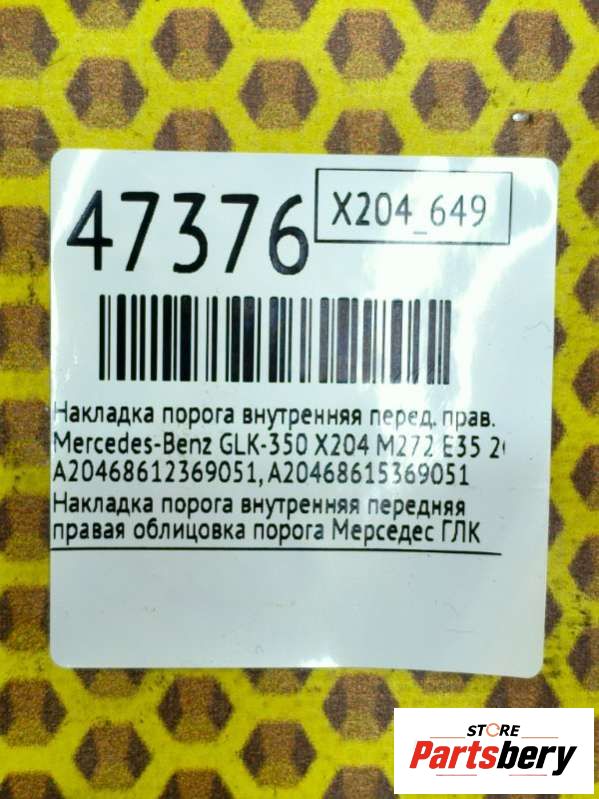 47376
X204_649
Накладка порога внутренняя перед. прав.
Mercedes-Benz GLK-350 X204 M272 E35
A20468612369051, A20468615369051
Накладка порога внутренняя передняя
правая облицовка порога Мерседес ГЛК
STORE
Partsbery